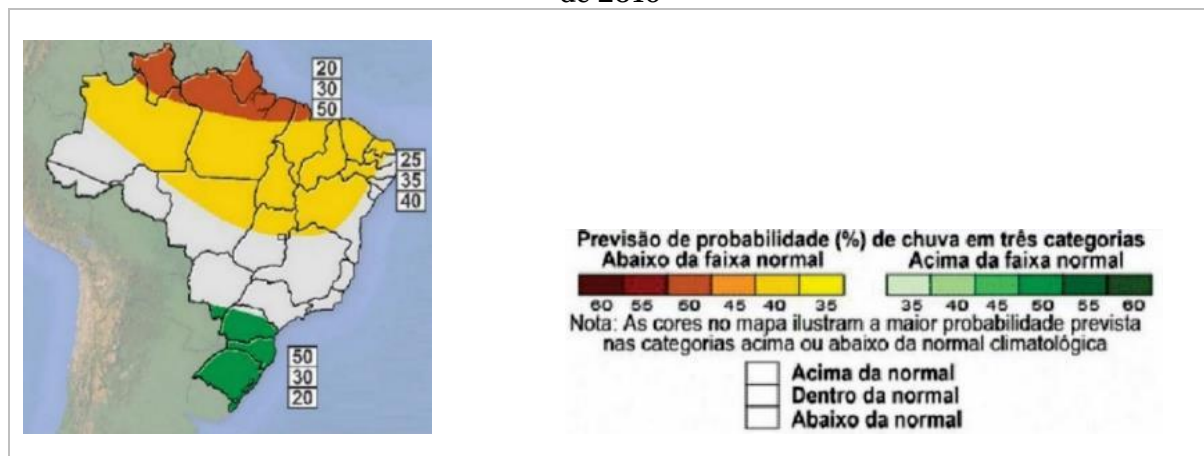 de 2016
20
30
50
25
35
40
50
30
20
Previsão de probabilidade (%) de chuva em três categorias
Abaixo da faixa normal Acima da faixa normal
60 55 60 45 40 35 35 40 45 50 55 60
Nota: As cores no mapa ilustram a maior probabilidade prevista
nas categorias acima ou abaixo da normal climatológica
Acima da normal
Dentro da normal
Abaixo da normal